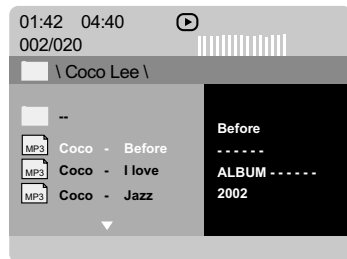 01:42 04:40
002/020
\ Coco Lee \
--
MP3 Coco - Before
MP3 Coco - I love
MP3 Coco - Jazz
Before
- - - - - -
ALBUM - - - - - -
2002